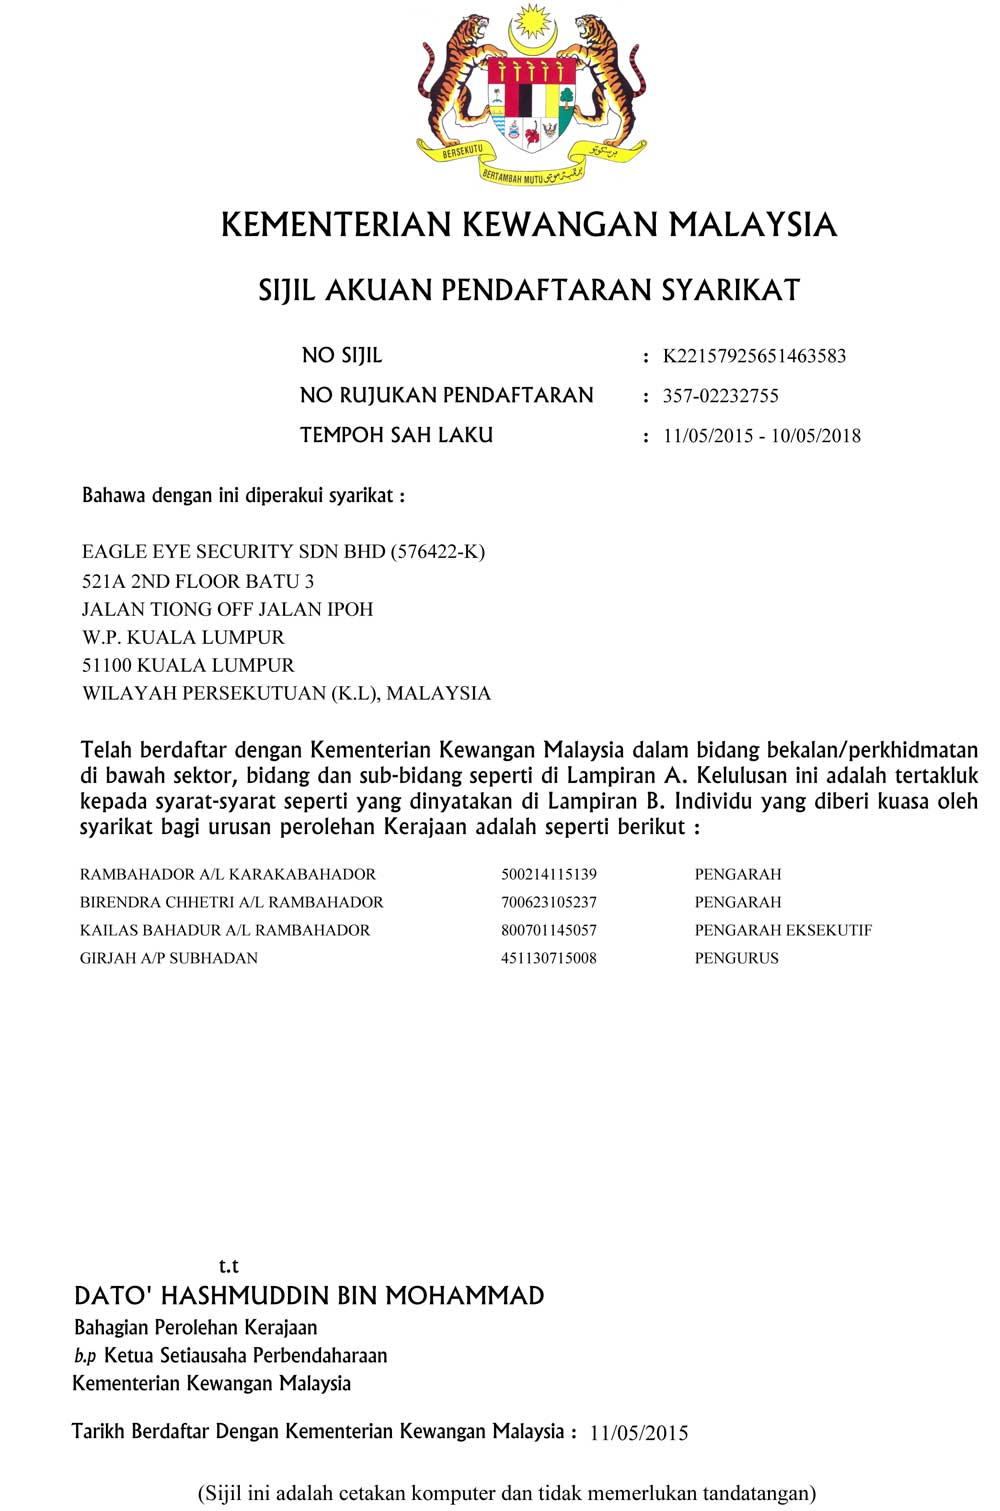 BERSEKUTU
BERTAMBAH MUTU
KEMENTERIAN KEWANGAN MALAYSIA
SIJIL AKUAN PENDAFTARAN SYARIKAT
NO SIJIL : K22157925651463583
NO RUJUKAN PENDAFTARAN : 357-02232755
TEMPOH SAH LAKU : 11/05/2015 - 10/05/2018
Bahawa dengan ini diperakui syarikat :
EAGLE EYE SECURITY SDN BHD (576422-K)
521A 2ND FLOOR BATU 3
JALAN TIONG OFF JALAN IPOH
W.P. KUALA LUMPUR
51100 KUALA LUMPUR
WILAYAH PERSEKUTUAN (K.L), MALAYSIA
Telah berdaftar dengan Kementerian Kewangan Malaysia dalam bidang bekalan/perkhidmatan
di bawah sektor, bidang dan sub-bidang seperti di Lampiran A. Kelulusan ini adalah tertakluk
kepada syarat-syarat seperti yang dinyatakan di Lampiran B. Individu yang diberi kuasa oleh
syarikat bagi urusan perolehan Kerajaan adalah seperti berikut :
RAMBAHADOR A/L KARAKABAHADOR 500214115139 PENGARAH
BIRENDRA CHHETRI A/L RAMBAHADOR 700623105237 PENGARAH
KAILAS BAHADUR A/L RAMBAHADOR 800701145057 PENGARAH EKSEKUTIF
GIRJAH A/P SUBHADAN 451130715008 PENGURUS
t.t
DATO' HASHMUDDIN BIN MOHAMMAD
Bahagian Perolehan Kerajaan
b.p Ketua Setiausaha Perbendaharaan
Kementerian Kewangan Malaysia
Tarikh Berdaftar Dengan Kementerian Kewangan Malaysia : 11/05/2015
(Sijil ini adalah cetakan komputer dan tidak memerlukan tandatangan)